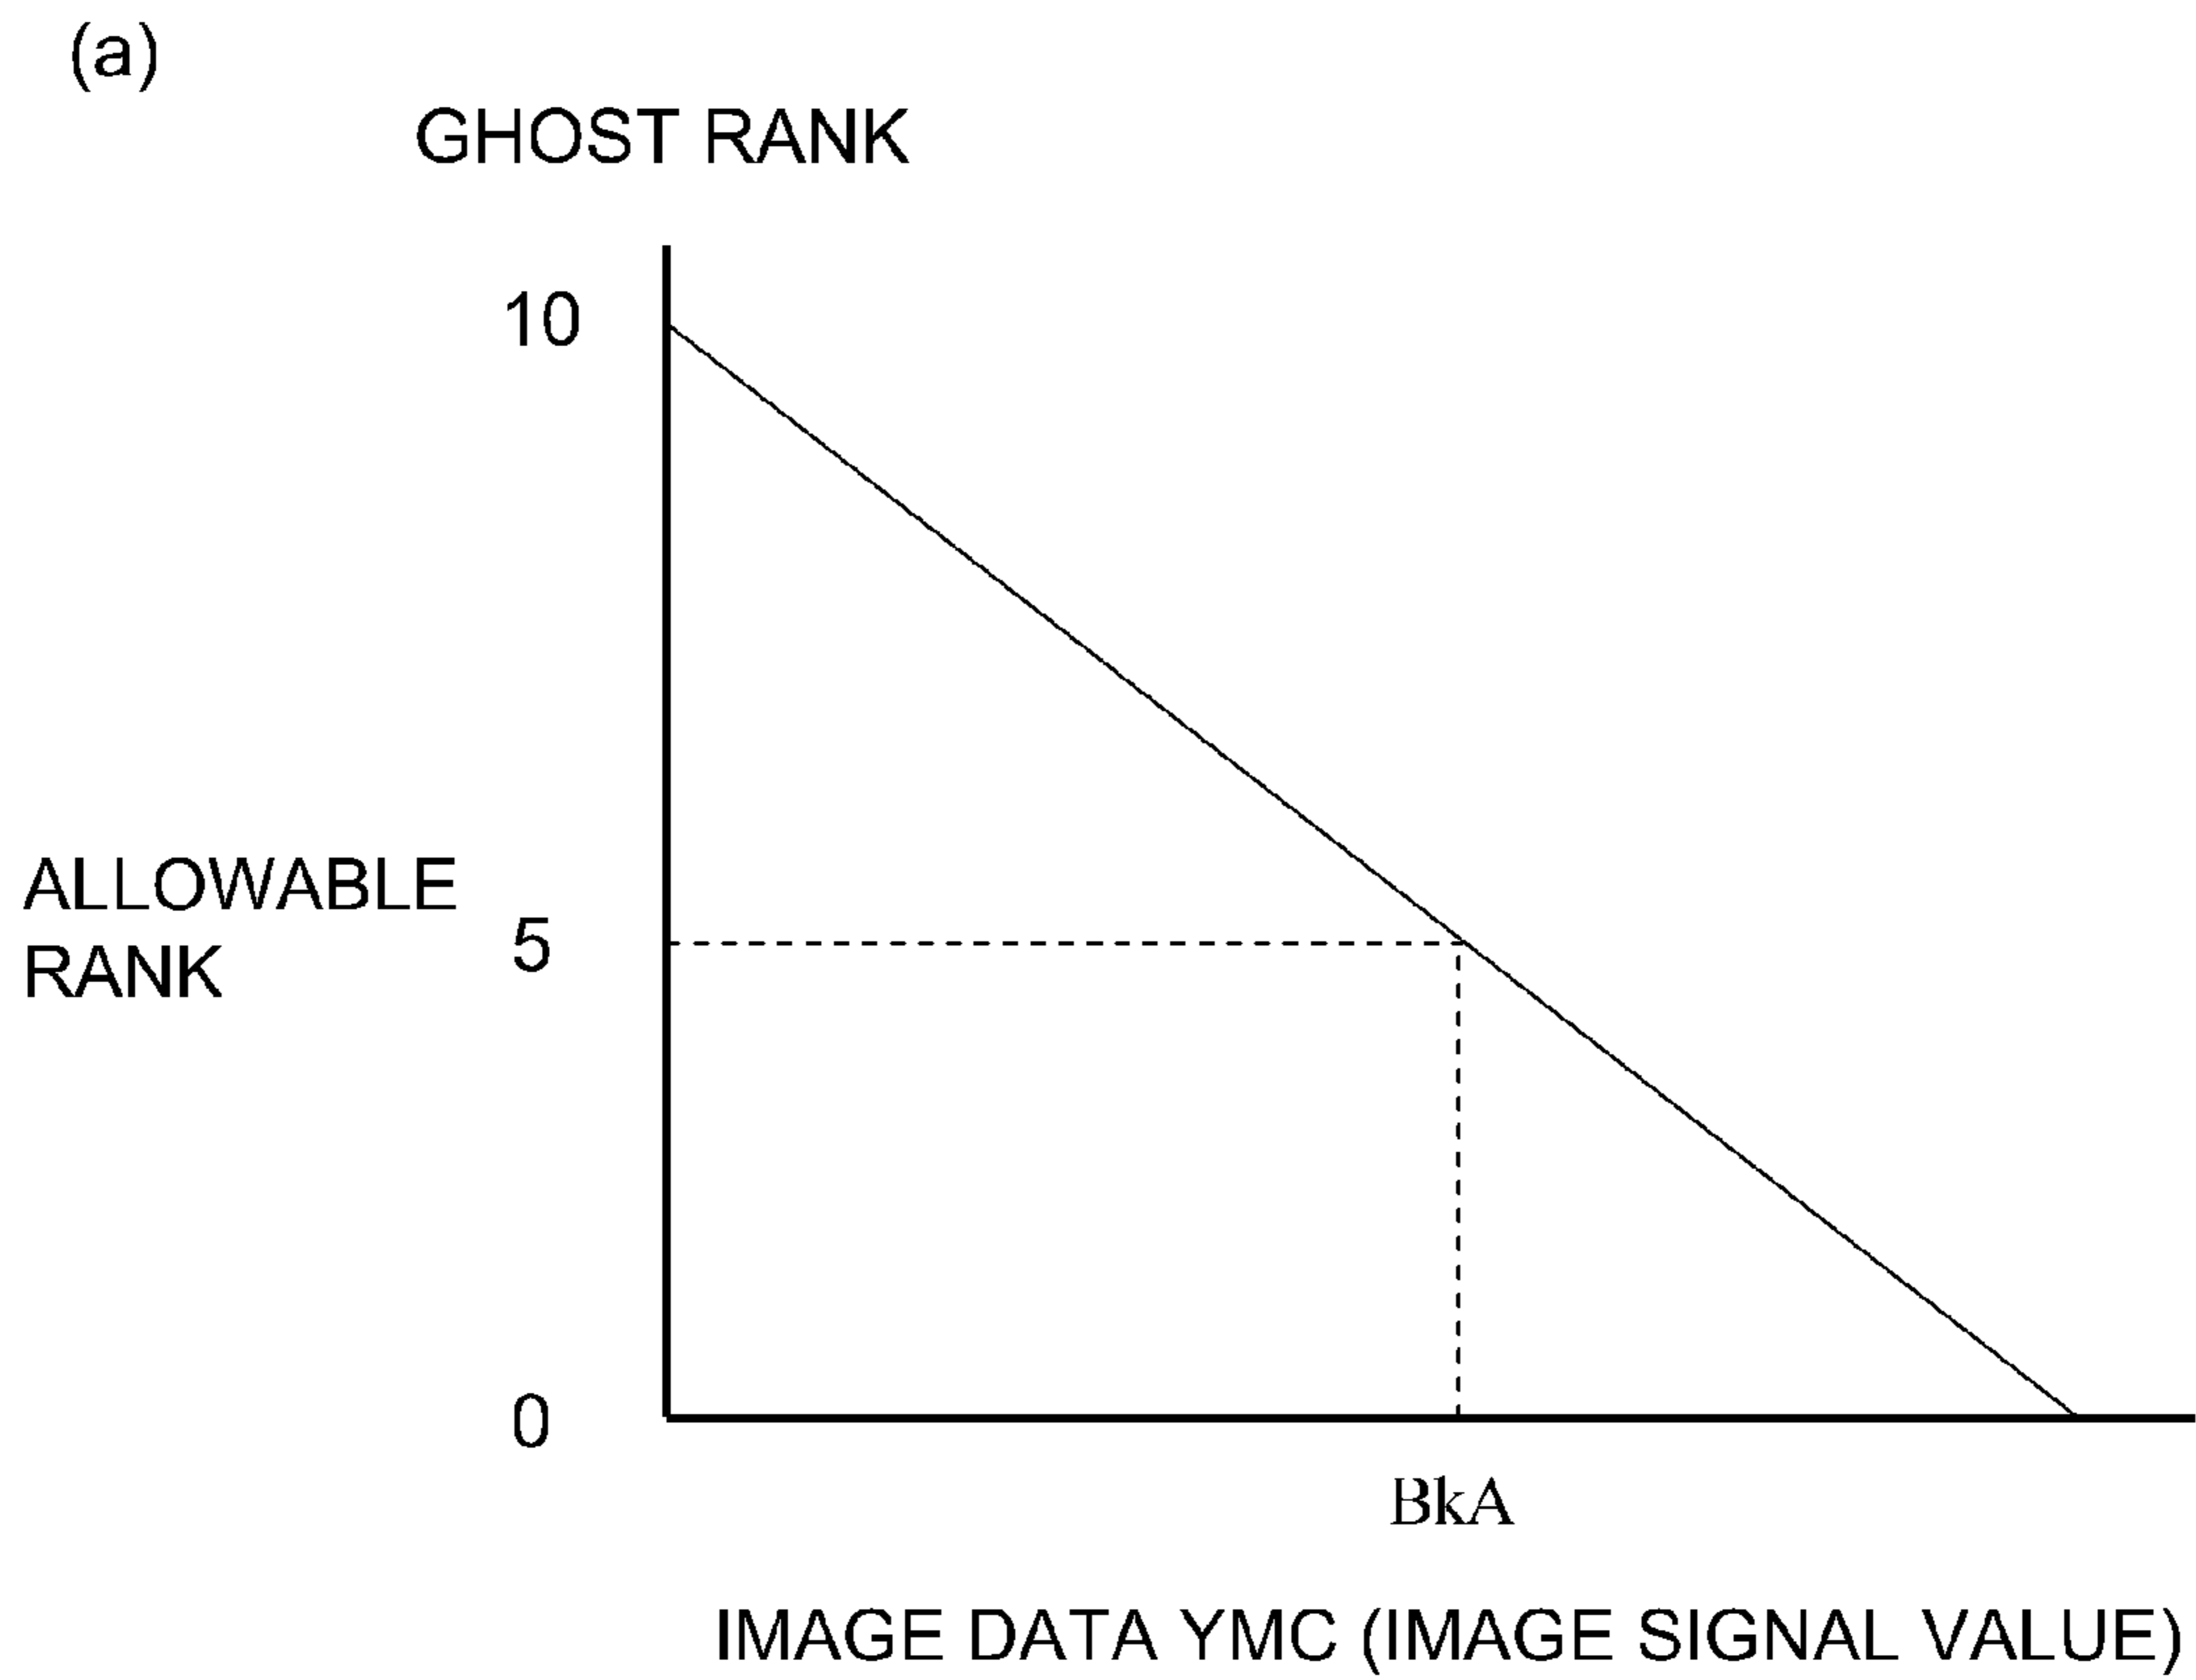 (a)
GHOST RANK
10
ALLOWABLE
RANK
5
0
BkA
IMAGE DATA YMC (IMAGE SIGNAL VALUE)